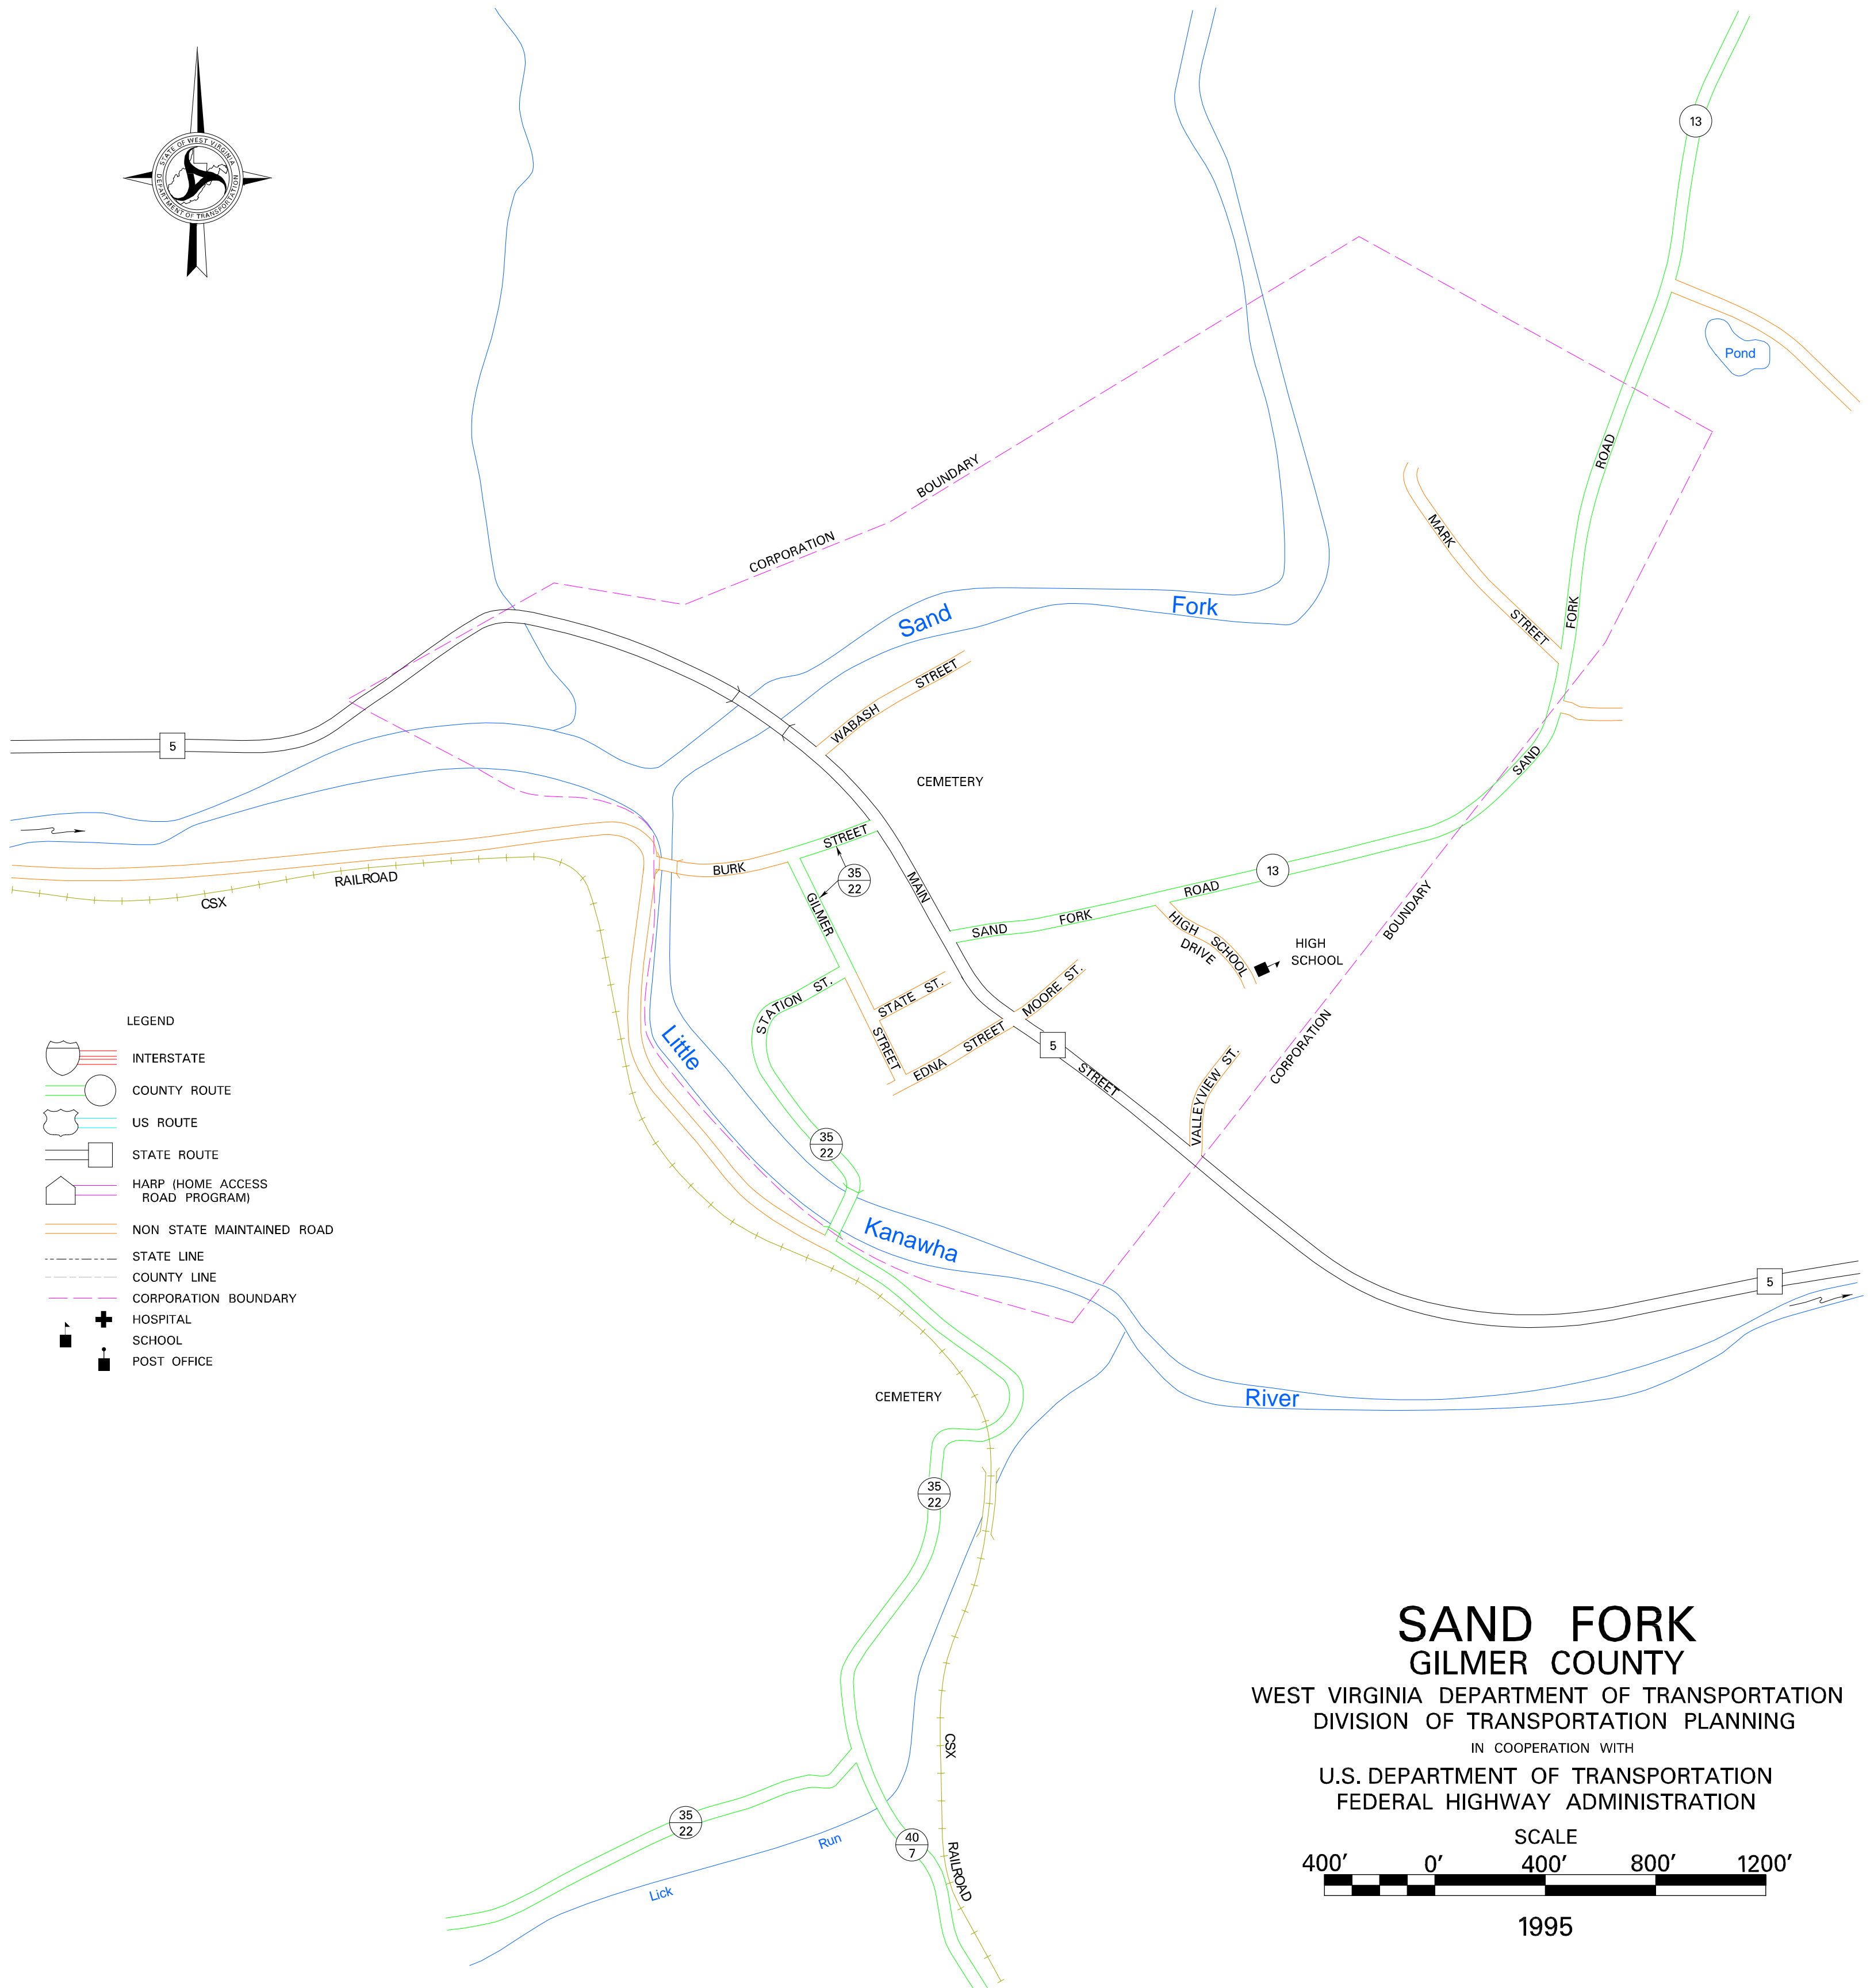 STATE OF WEST VIRGINIA
DEPARTMENT OF TRANSPORTATION
13
Pond
ROAD
FORK
SAND
MARK
STREET
CORPORATION BOUNDARY
Sand Fork
WABASH STREET
5
CEMETERY
BURK STREET
35
22
GILMER
STREET
MAIN
STREET
SAND FORK ROAD
13
HIGH SCHOOL
DRIVE
HIGH
SCHOOL
CORPORATION BOUNDARY
CSX RAILROAD
STATION ST.
STATE ST.
MOORE ST.
EDNA STREET
5
VALLEYVIEW ST.
35
22
Little
Kanawha
River
5
CEMETERY
35
22
CSX
RAILROAD
35
22
40
7
Lick Run
LEGEND
INTERSTATE
COUNTY ROUTE
US ROUTE
STATE ROUTE
HARP (HOME ACCESS
ROAD PROGRAM)
NON STATE MAINTAINED ROAD
STATE LINE
COUNTY LINE
CORPORATION BOUNDARY
HOSPITAL
SCHOOL
POST OFFICE
SAND FORK
GILMER COUNTY
WEST VIRGINIA DEPARTMENT OF TRANSPORTATION
DIVISION OF TRANSPORTATION PLANNING
IN COOPERATION WITH
U.S. DEPARTMENT OF TRANSPORTATION
FEDERAL HIGHWAY ADMINISTRATION
SCALE
400' 0' 400' 800' 1200'
1995